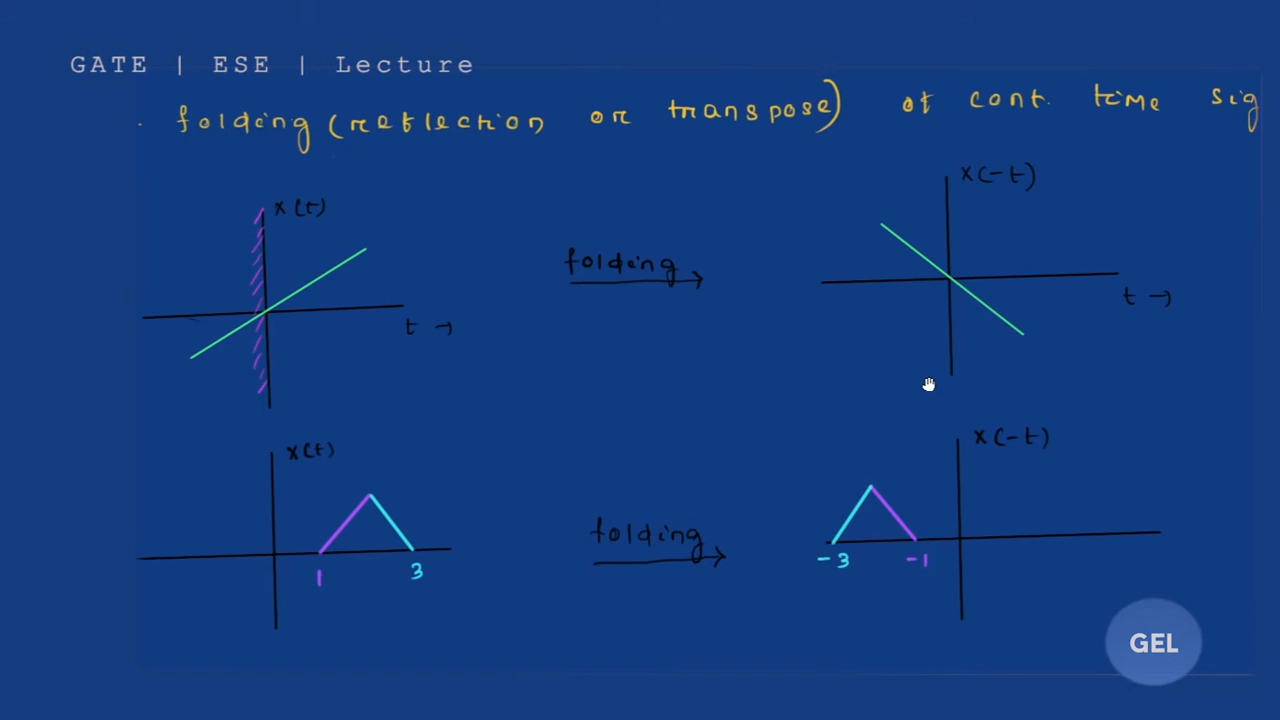 GATE | ESE | Lecture
. folding (reflection or transpose) of cont. time sig
x(t)
x(-t)
folding
t →
t →
x(t)
x(-t)
folding
1
3
-3
-1
GEL